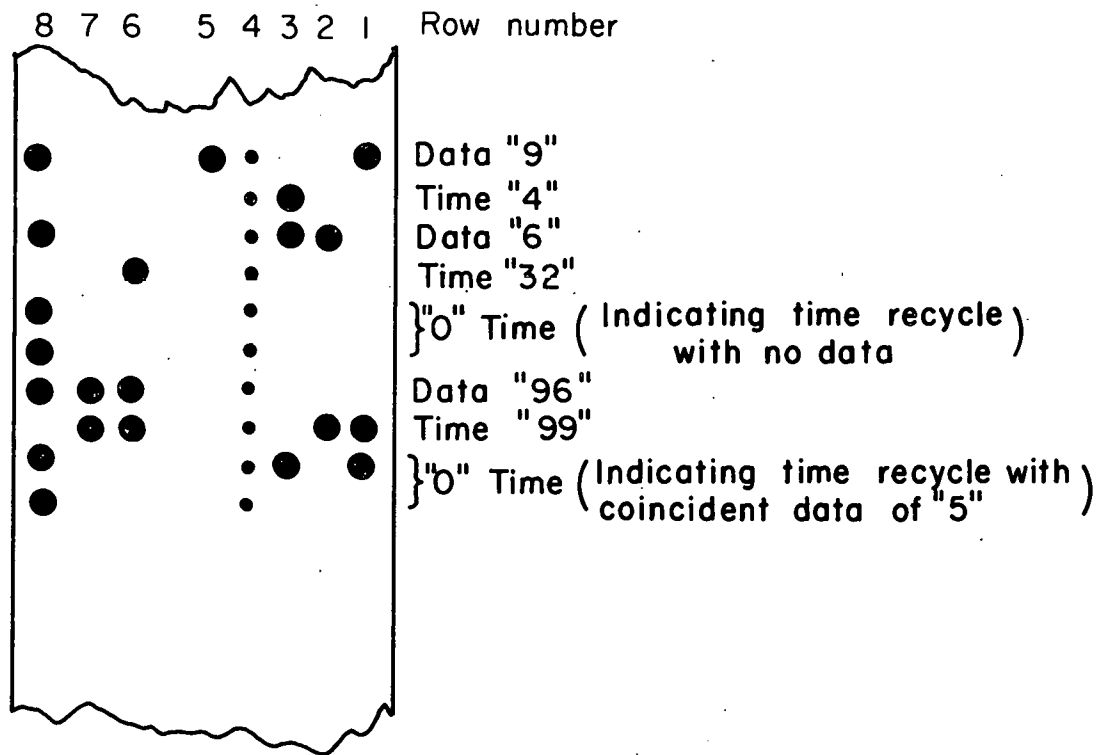 8 7 6 5 4 3 2 1 Row number
Data "9"
Time "4"
Data "6"
Time "32"
}"0" Time (Indicating time recycle
with no data)
Data "96"
Time "99"
}"0" Time (Indicating time recycle with
coincident data of "5")